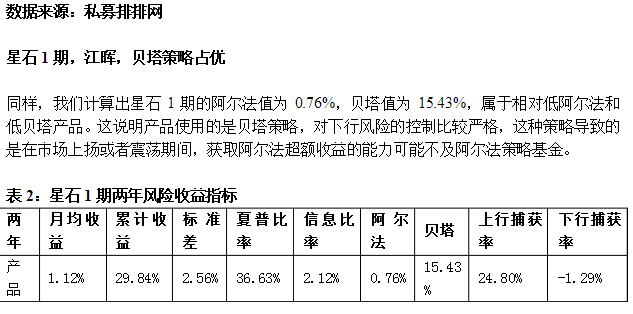 数据来源：私募排排网
星石 1 期，江晖，贝塔策略占优
同样，我们计算出星石 1 期的阿尔法值为 0.76%，贝塔值为 15.43%，属于相对低阿尔法和
低贝塔产品。这说明产品使用的是贝塔策略，对下行风险的控制比较严格，这种策略导致的
是在市场上扬或者震荡期间，获取阿尔法超额收益的能力可能不及阿尔法策略基金。
表 2：星石 1 期两年风险收益指标
两 月均收 累计收 标 准 夏普比 信息比 阿 尔 贝塔 上行捕获 下行捕获
年 益 益 差 率 率 法 率 率
产 1.12% 29.84% 2.56% 36.63% 2.12% 0.76% 15.43 24.80% -1.29%
品 %